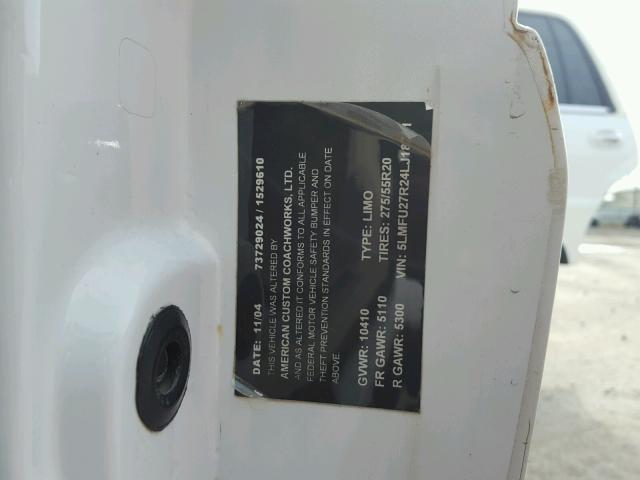 DATE: 11/04 73729024 / 1529610
THIS VEHICLE WAS ALTERED BY
AMERICAN CUSTOM COACHWORKS, LTD.
AND AS ALTERED IT CONFORMS TO ALL APPLICABLE
FEDERAL MOTOR VEHICLE SAFETY BUMPER AND
THEFT PREVENTION STANDARDS IN EFFECT ON DATE
ABOVE.
GVWR: 10410 TYPE: LIMO
FR GAWR: 5110 TIRES: 275/55R20
R GAWR: 5300 VIN: